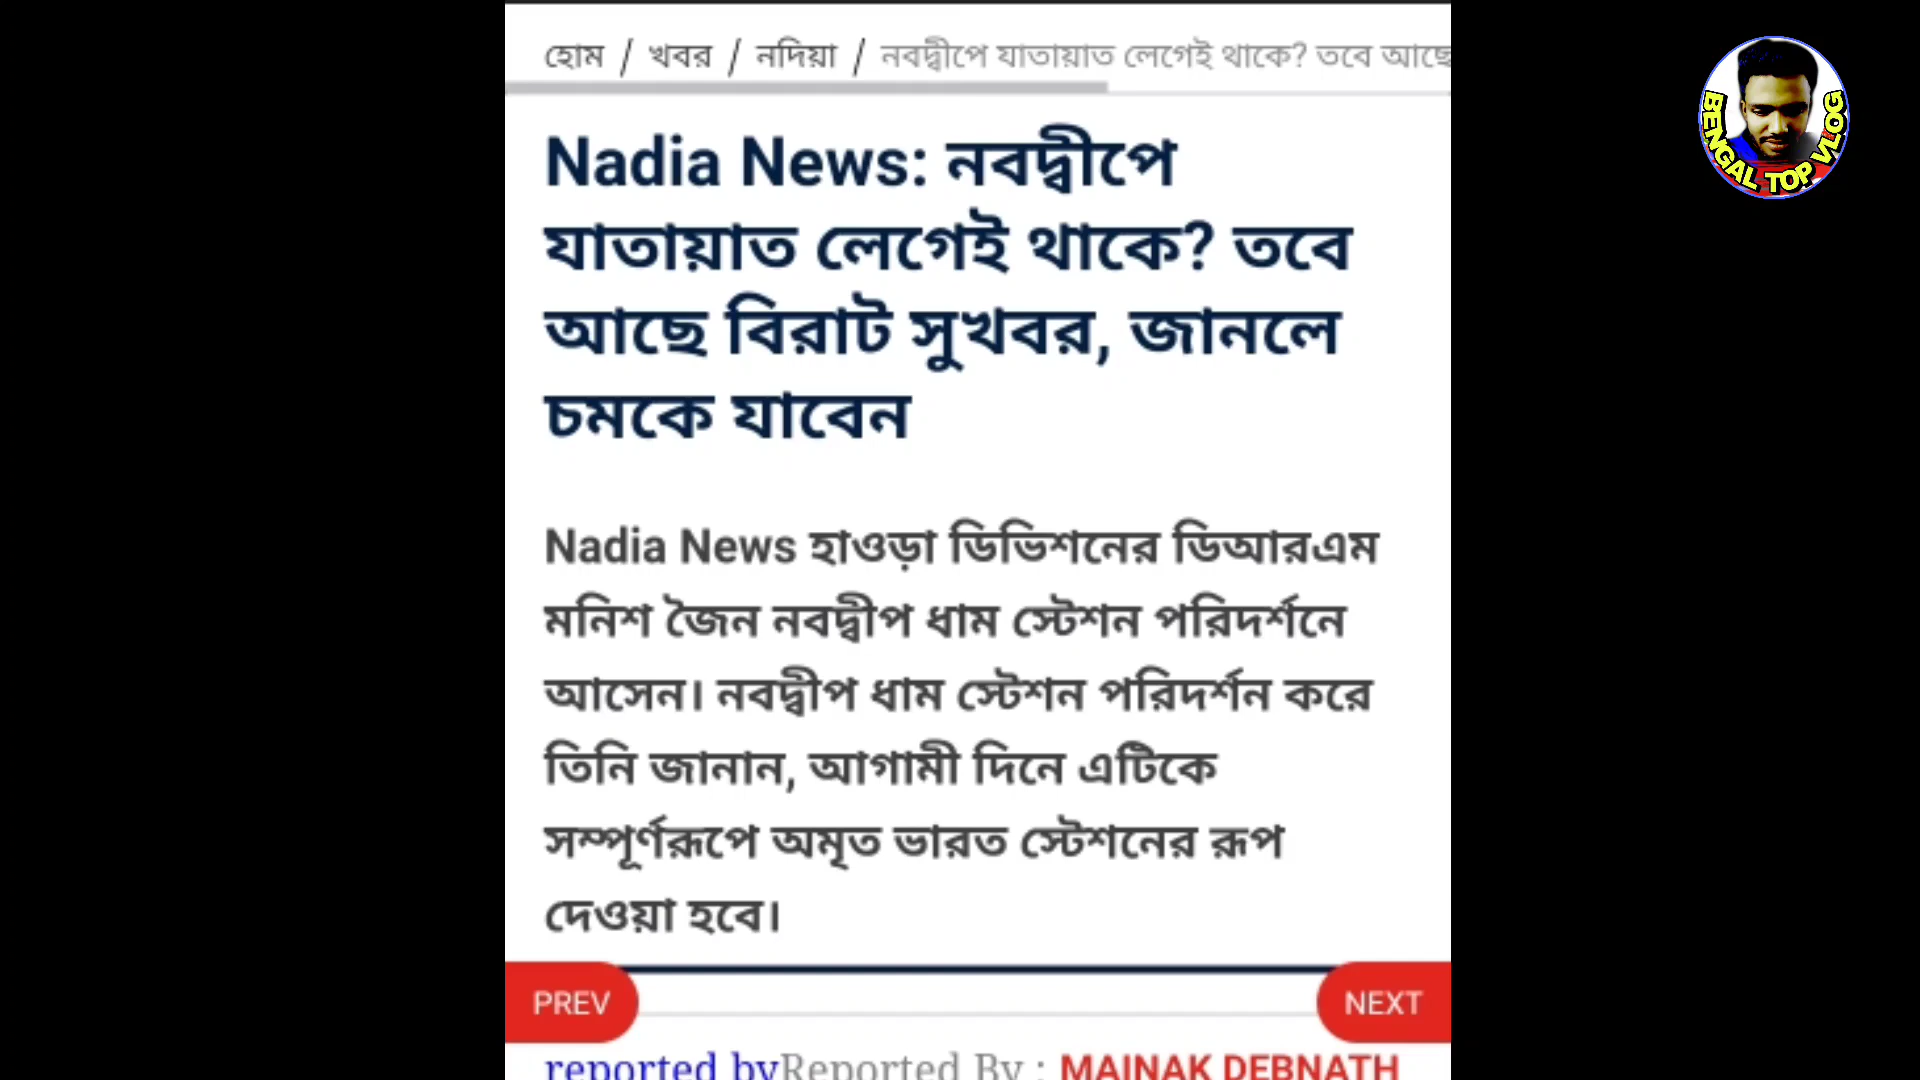 হোম / খবর / নদিয়া / নবদ্বীপে যাতায়াত লেগেই থাকে? তবে আছে
Nadia News: নবদ্বীপে
যাতায়াত লেগেই থাকে? তবে
আছে বিরাট সুখবর, জানলে
চমকে যাবেন
Nadia News হাওড়া ডিভিশনের ডিআরএম
মনিশ জৈন নবদ্বীপ ধাম স্টেশন পরিদর্শনে
আসেন। নবদ্বীপ ধাম স্টেশন পরিদর্শন করে
তিনি জানান, আগামী দিনে এটিকে
সম্পূর্ণরূপে অমৃত ভারত স্টেশনের রূপ
দেওয়া হবে।
PREV NEXT
reported byReported By : MAINAK DEBNATH
BENGAL TOP VLOG